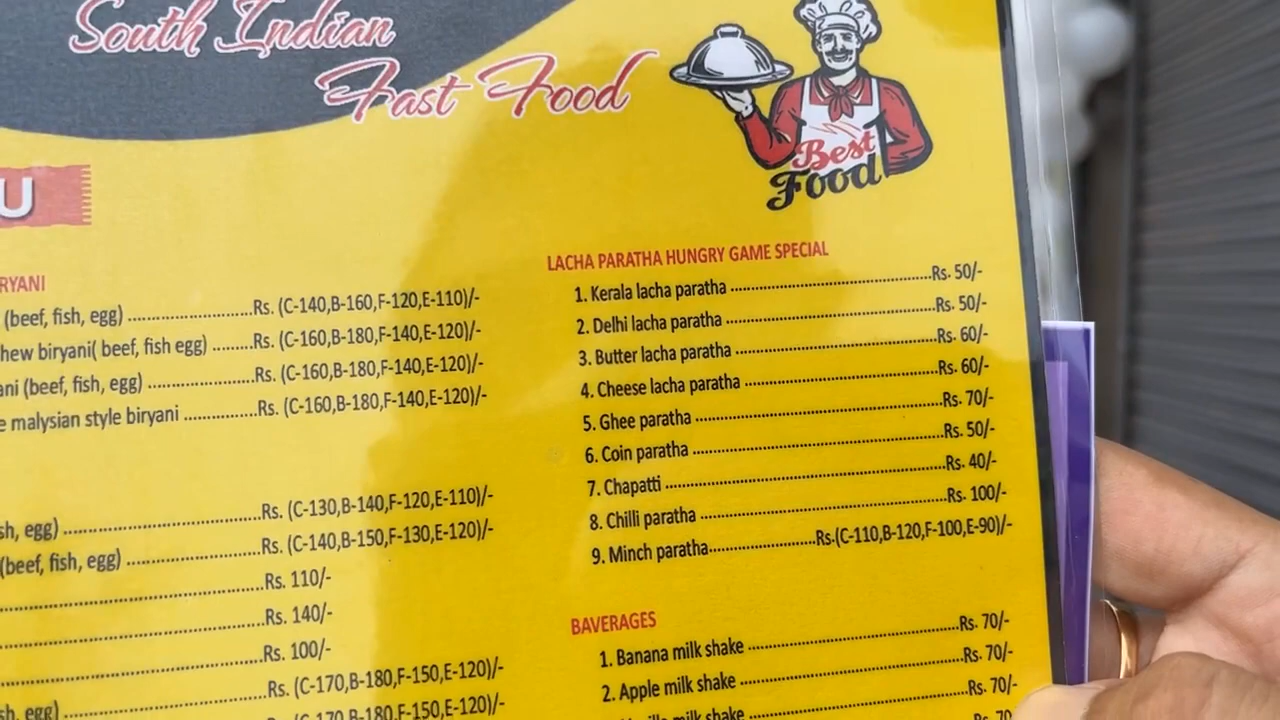 South Indian
Fast Food
Best
Food
U
RYANI
(beef, fish, egg) ........................Rs. (C-140,B-160,F-120,E-110)/-
hew biryani( beef, fish egg) .........Rs. (C-160,B-180,F-140,E-120)/-
ani (beef, fish, egg) ........................Rs. (C-160,B-180,F-140,E-120)/-
e malysian style biryani ................Rs. (C-160,B-180,F-140,E-120)/-
sh, egg) ............................................Rs. (C-130,B-140,F-120,E-110)/-
(beef, fish, egg) ..............................Rs. (C-140,B-150,F-130,E-120)/-
Rs. 110/-
Rs. 140/-
Rs. 100/-
Rs. (C-170,B-180,F-150,E-120)/-
sh, egg) ............................................Rs. (C-170,B-180,F-150,E-120)/-
LACHA PARATHA HUNGRY GAME SPECIAL
1. Kerala lacha paratha ................................................Rs. 50/-
2. Delhi lacha paratha ..................................................Rs. 50/-
3. Butter lacha paratha ................................................Rs. 60/-
4. Cheese lacha paratha ..............................................Rs. 60/-
5. Ghee paratha ............................................................Rs. 70/-
6. Coin paratha .............................................................Rs. 50/-
7. Chapatti ....................................................................Rs. 40/-
8. Chilli paratha ............................................................Rs. 100/-
9. Minch paratha..........................Rs.(C-110,B-120,F-100,E-90)/-
BAVERAGES
1. Banana milk shake ..................................................Rs. 70/-
2. Apple milk shake .....................................................Rs. 70/-
milk shake ..................................................Rs. 70/-
Rs. 70